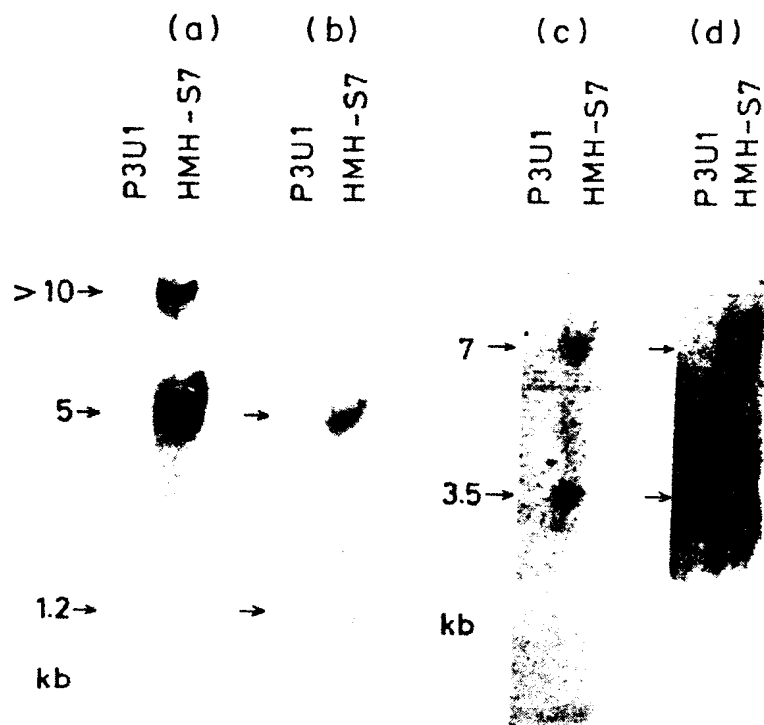 (a) (b) (c) (d)
P3U1 HMH-S7 P3U1 HMH-S7 P3U1 HMH-S7 P3U1 HMH-S7
> 10→
7 →
5 →
3.5→
1.2→
kb
kb